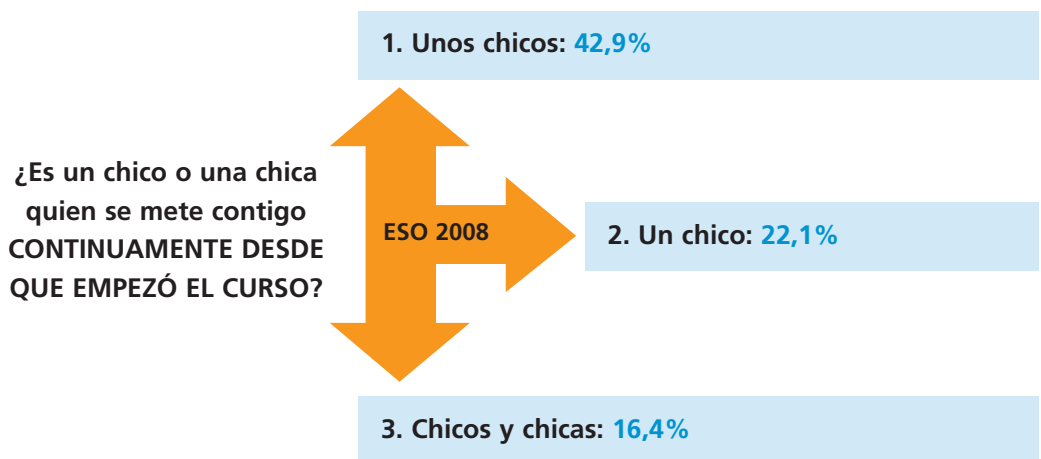 1. Unos chicos: 42,9%
¿Es un chico o una chica
quien se mete contigo
CONTINUAMENTE DESDE
QUE EMPEZÓ EL CURSO?
ESO 2008
2. Un chico: 22,1%
3. Chicos y chicas: 16,4%